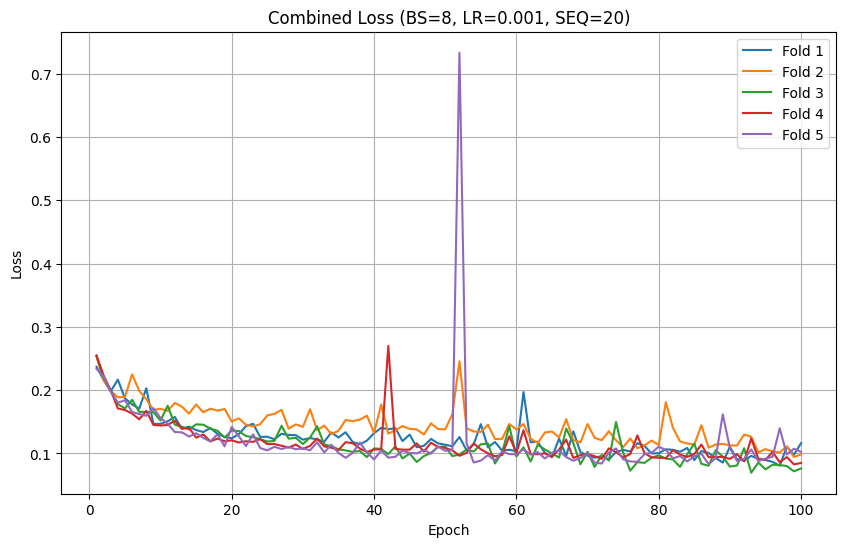 Combined Loss (BS=8, LR=0.001, SEQ=20)
Fold 1
Fold 2
Fold 3
Fold 4
Fold 5
Loss
0.7
0.6
0.5
0.4
0.3
0.2
0.1
0 20 40 60 80 100
Epoch